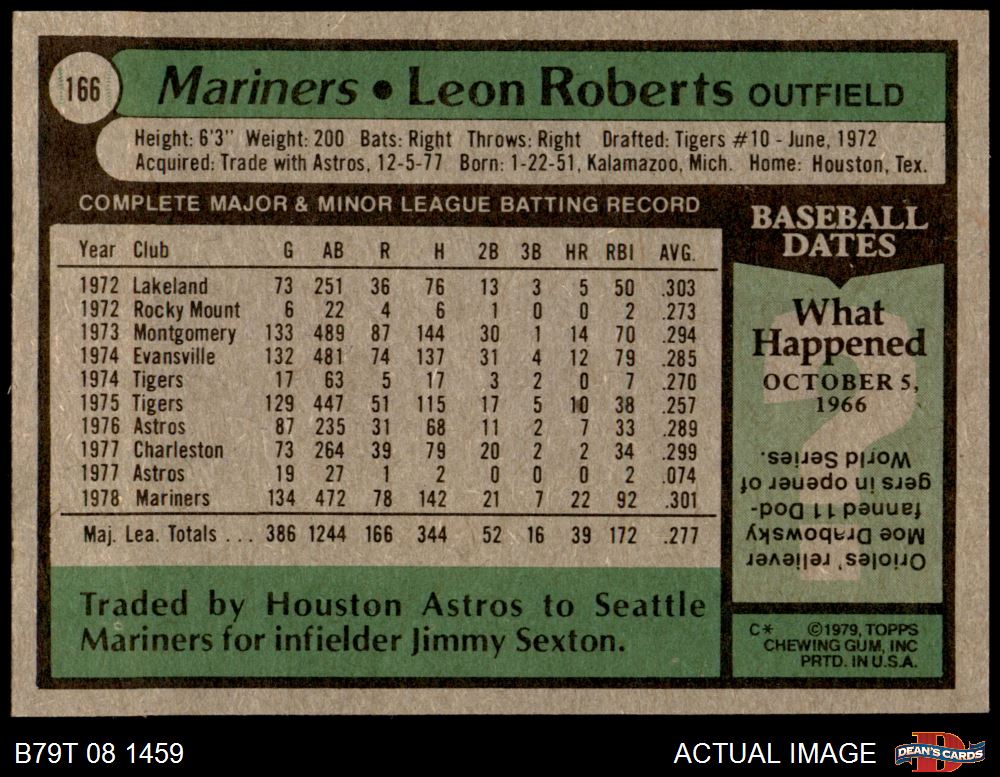 166
Mariners • Leon Roberts OUTFIELD
Height: 6'3" Weight: 200 Bats: Right Throws: Right Drafted: Tigers #10 - June, 1972
Acquired: Trade with Astros, 12-5-77 Born: 1-22-51, Kalamazoo, Mich. Home: Houston, Tex.
COMPLETE MAJOR & MINOR LEAGUE BATTING RECORD
Year Club G AB R H 2B 3B HR RBI AVG.
1972 Lakeland 73 251 36 76 13 3 5 50 .303
1972 Rocky Mount 6 22 4 6 1 0 0 2 .273
1973 Montgomery 133 489 87 144 30 1 14 70 .294
1974 Evansville 132 481 74 137 31 4 12 79 .285
1974 Tigers 17 63 5 17 3 2 0 7 .270
1975 Tigers 129 447 51 115 17 5 10 38 .257
1976 Astros 87 235 31 68 11 2 7 33 .289
1977 Charleston 73 264 39 79 20 2 2 34 .299
1977 Astros 19 27 1 2 0 0 0 2 .074
1978 Mariners 134 472 78 142 21 7 22 92 .301
Maj. Lea. Totals . . . 386 1244 166 344 52 16 39 172 .277
Traded by Houston Astros to Seattle
Mariners for infielder Jimmy Sexton.
BASEBALL
DATES
What
Happened
OCTOBER 5,
1966
Orioles' reliever
Moe Drabowsky
fanned 11 Dod-
gers in opener of
World Series.
C* ©1979, TOPPS
CHEWING GUM, INC
PRTD. IN U.S.A.
B79T 08 1459
ACTUAL IMAGE
D
DEAN'S CARDS